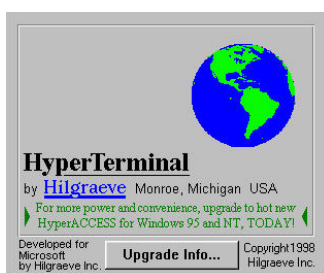 HyperTerminal
by Hilgraeve Monroe, Michigan USA
For more power and convenience, upgrade to hot new
HyperACCESS for Windows 95 and NT, TODAY!
Developed for
Microsoft
by Hilgraeve Inc.
Upgrade Info...
Copyright 1998
Hilgraeve Inc.